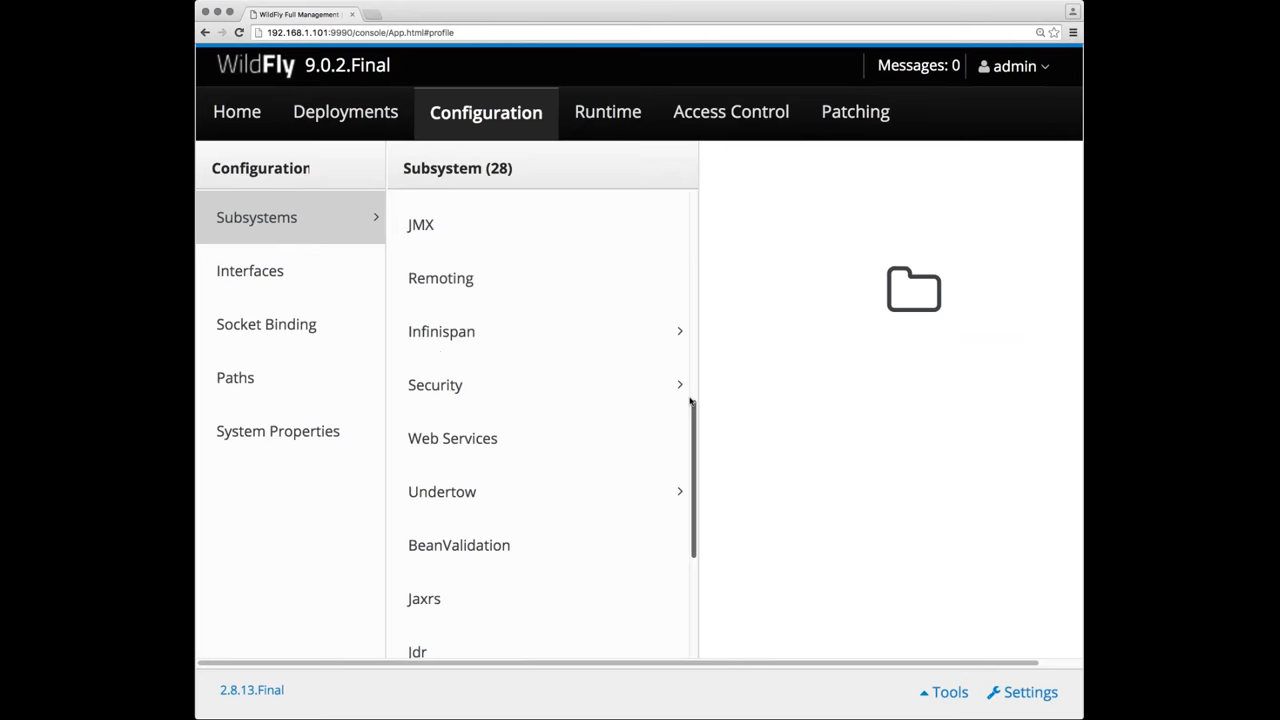 WildFly Full Management
192.168.1.101:9990/console/App.html#profile
WildFly 9.0.2.Final
Messages: 0
admin
Home
Deployments
Configuration
Runtime
Access Control
Patching
Configuration
Subsystems
Interfaces
Socket Binding
Paths
System Properties
Subsystem (28)
JMX
Remoting
Infinispan
Security
Web Services
Undertow
BeanValidation
Jaxrs
Jdr
2.8.13.Final
Tools
Settings